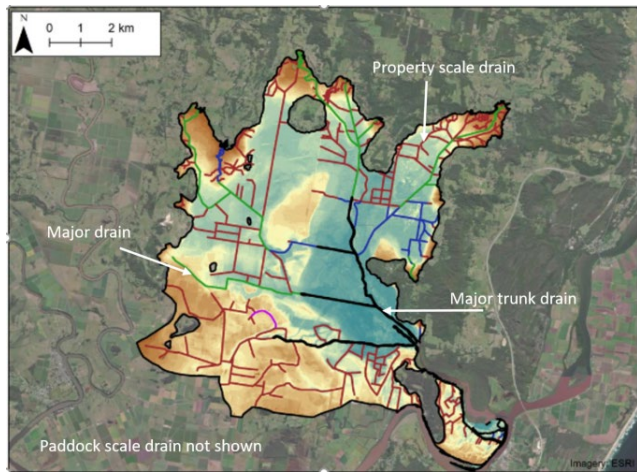 0 1 2 km
N
Property scale drain
Major drain
Major trunk drain
Paddock scale drain not shown
Imagery: ESRI